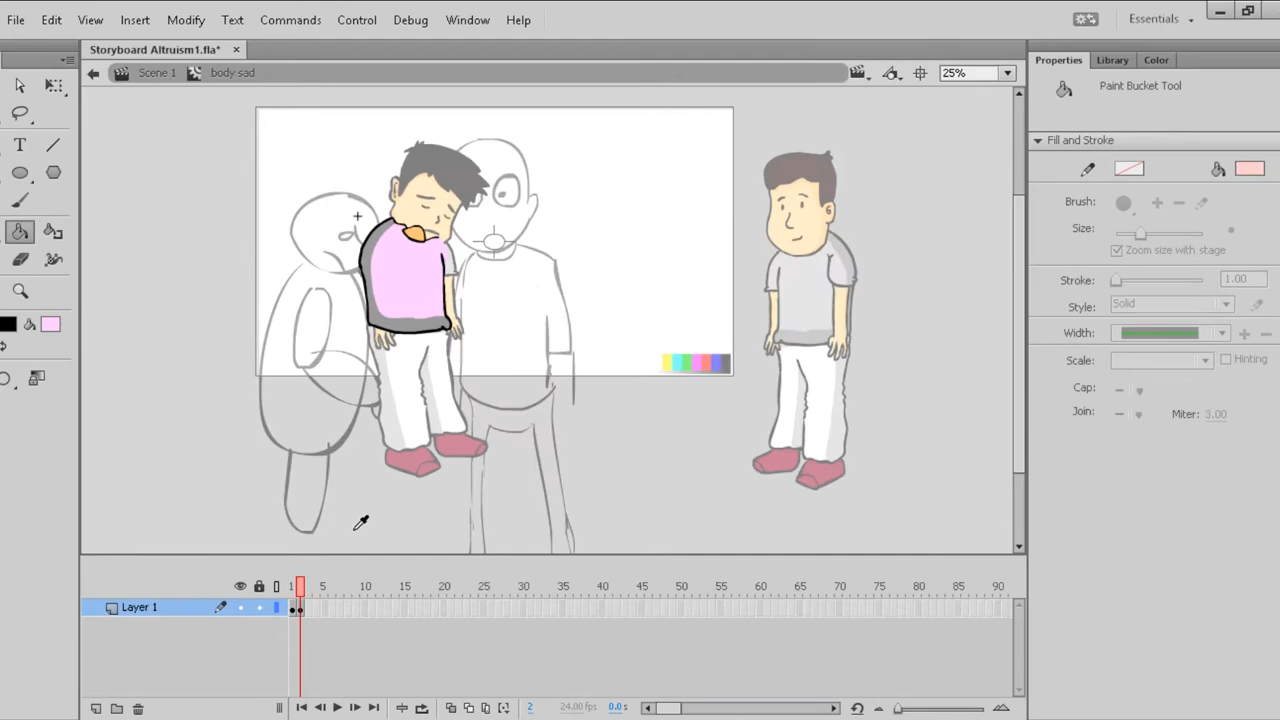 File Edit View Insert Modify Text Commands Control Debug Window Help
Essentials
Storyboard Altruism1.fla*
Scene 1 body sad
25%
Properties Library Color
Paint Bucket Tool
Fill and Stroke
Brush:
Size:
Zoom size with stage
Stroke: 1.00
Style: Solid
Width:
Scale: Hinting
Cap:
Join: Miter: 3.00
1 5 10 15 20 25 30 35 40 45 50 55 60 65 70 75 80 85 90
Layer 1
2 24.00 fps 0.0 s